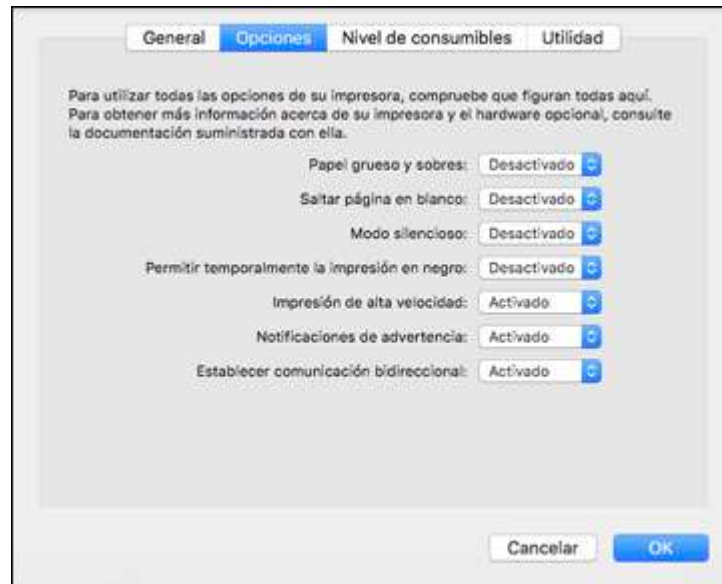 General Opciones Nivel de consumibles Utilidad
Para utilizar todas las opciones de su impresora, compruebe que figuran todas aquí.
Para obtener más información acerca de su impresora y el hardware opcional, consulte
la documentación suministrada con ella.
Papel grueso y sobres: Desactivado
Saltar página en blanco: Desactivado
Modo silencioso: Desactivado
Permitir temporalmente la impresión en negro: Desactivado
Impresión de alta velocidad: Activado
Notificaciones de advertencia: Activado
Establecer comunicación bidireccional: Activado
Cancelar OK